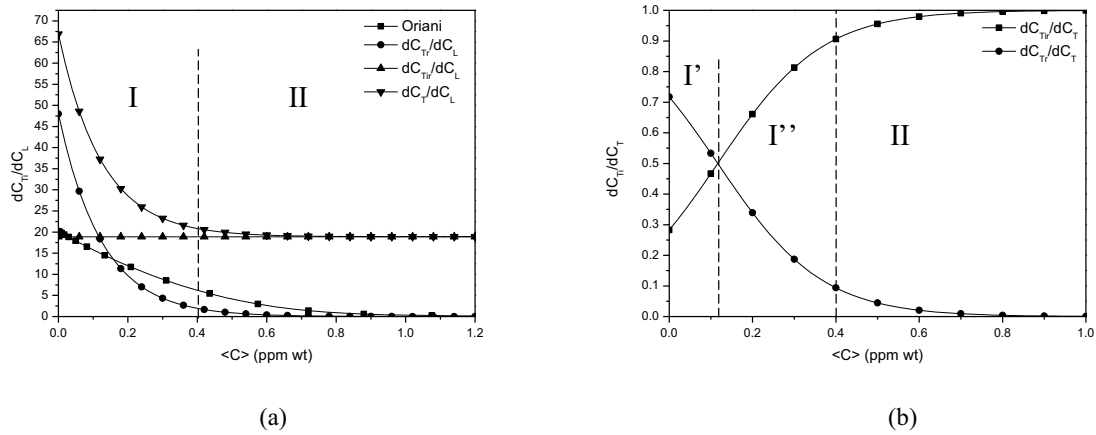 75
70
65
60
55
50
45
40
35
30
25
20
15
10
5
0
dC_Ti/dC_L
0.0 0.2 0.4 0.6 0.8 1.0 1.2
<C> (ppm wt)
Oriani
dC_Tr/dC_L
dC_Tir/dC_L
dC_T/dC_L
I
II
(a)
1.0
0.9
0.8
0.7
0.6
0.5
0.4
0.3
0.2
0.1
0.0
dC_Ti/dC_T
0.0 0.2 0.4 0.6 0.8 1.0
<C> (ppm wt)
dC_Tir/dC_T
dC_Tr/dC_T
I'
I''
II
(b)